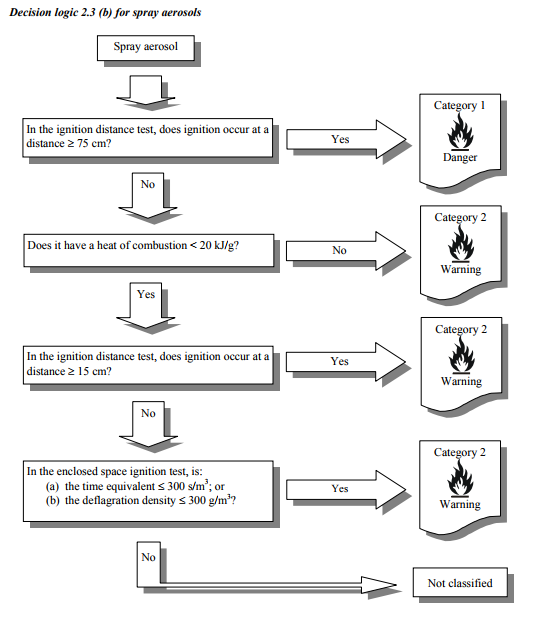 Decision logic 2.3 (b) for spray aerosols
Spray aerosol
In the ignition distance test, does ignition occur at a
distance ≥ 75 cm?
Yes
Category 1
Danger
No
Does it have a heat of combustion < 20 kJ/g?
No
Category 2
Warning
Yes
In the ignition distance test, does ignition occur at a
distance ≥ 15 cm?
Yes
Category 2
Warning
No
In the enclosed space ignition test, is:
(a) the time equivalent ≤ 300 s/m³; or
(b) the deflagration density ≤ 300 g/m³?
Yes
Category 2
Warning
No
Not classified